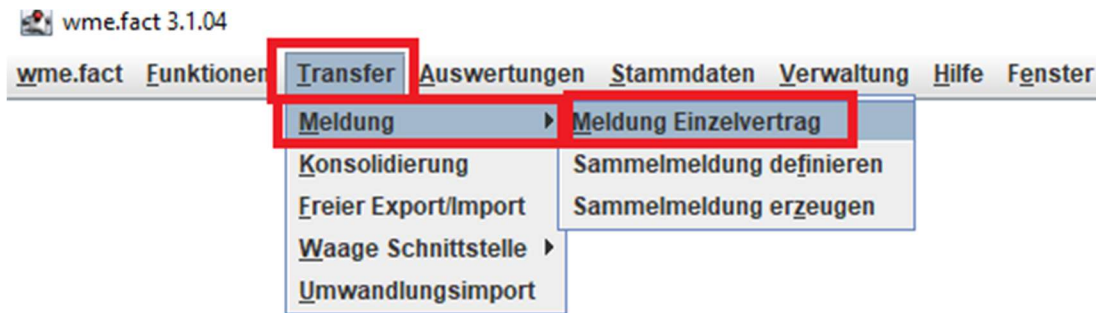 wme.fact 3.1.04
wme.fact Funktionen Transfer Auswertungen Stammdaten Verwaltung Hilfe Fenster
Meldung Meldung Einzelvertrag
Konsolidierung Sammelmeldung definieren
Freier Export/Import Sammelmeldung erzeugen
Waage Schnittstelle
Umwandlungsimport